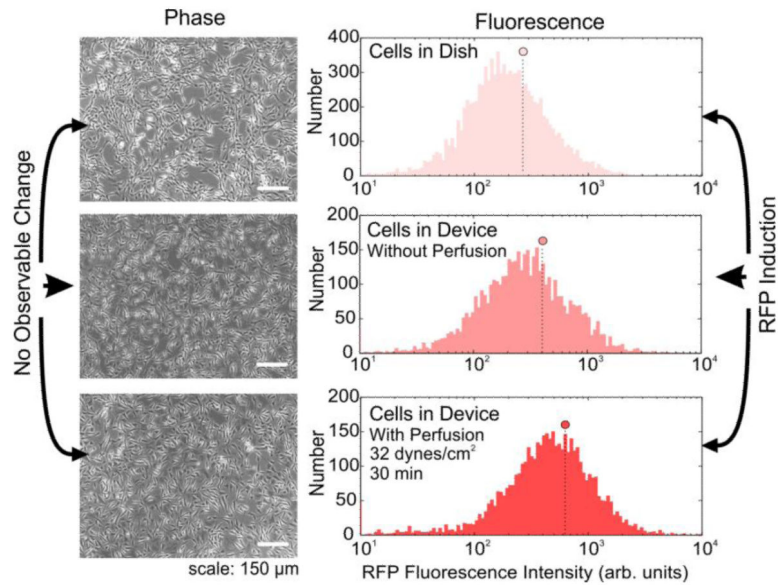 Phase
Fluorescence
No Observable Change
scale: 150 µm
Number
400
300
200
100
0
Cells in Dish
10¹
10²
10³
10⁴
Number
200
150
100
50
0
Cells in Device
Without Perfusion
10¹
10²
10³
10⁴
Number
200
150
100
50
0
Cells in Device
With Perfusion
32 dynes/cm²
30 min
10¹
10²
10³
10⁴
RFP Fluorescence Intensity (arb. units)
RFP Induction